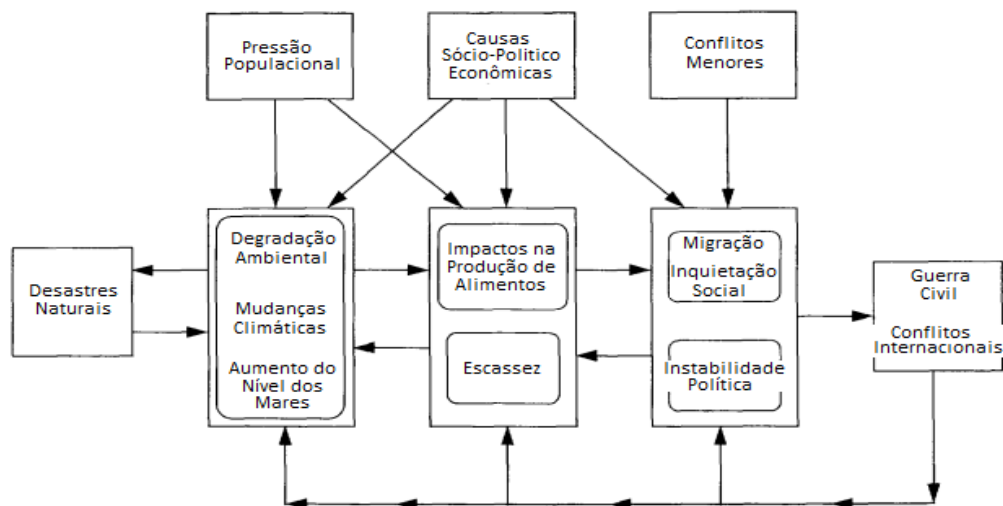 Pressão
Populacional
Causas
Sócio-Politico
Econômicas
Conflitos
Menores
Desastres
Naturais
Degradação
Ambiental
Mudanças
Climáticas
Aumento do
Nível dos
Mares
Impactos na
Produção de
Alimentos
Escassez
Migração
Inquietação
Social
Instabilidade
Política
Guerra
Civil
Conflitos
Internacionais